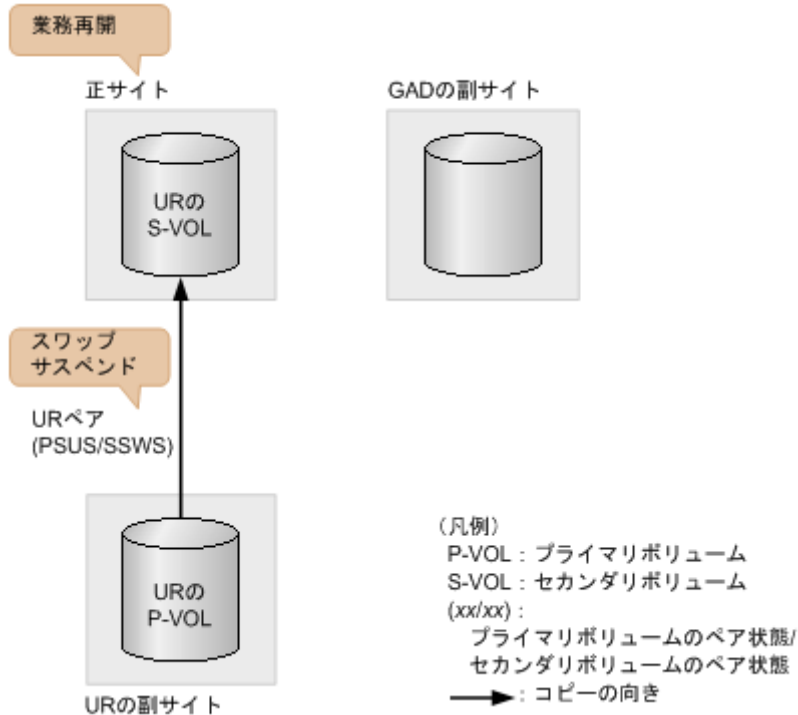 業務再開
正サイト
GADの副サイト
URの
S-VOL
スワップ
サスペンド
URペア
(PSUS/SSWS)
URの
P-VOL
URの副サイト
（凡例）
P-VOL：プライマリボリューム
S-VOL：セカンダリボリューム
(xx/xx)：
プライマリボリュームのペア状態/
セカンダリボリュームのペア状態
：コピーの向き